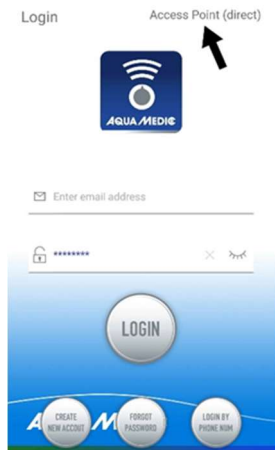 Login
Access Point (direct)
AQUA MEDIC
Enter email address
********
LOGIN
A M
CREATE
NEW ACCOUT
FORGOT
PASSWORD
LOGIN BY
PHONE NUM